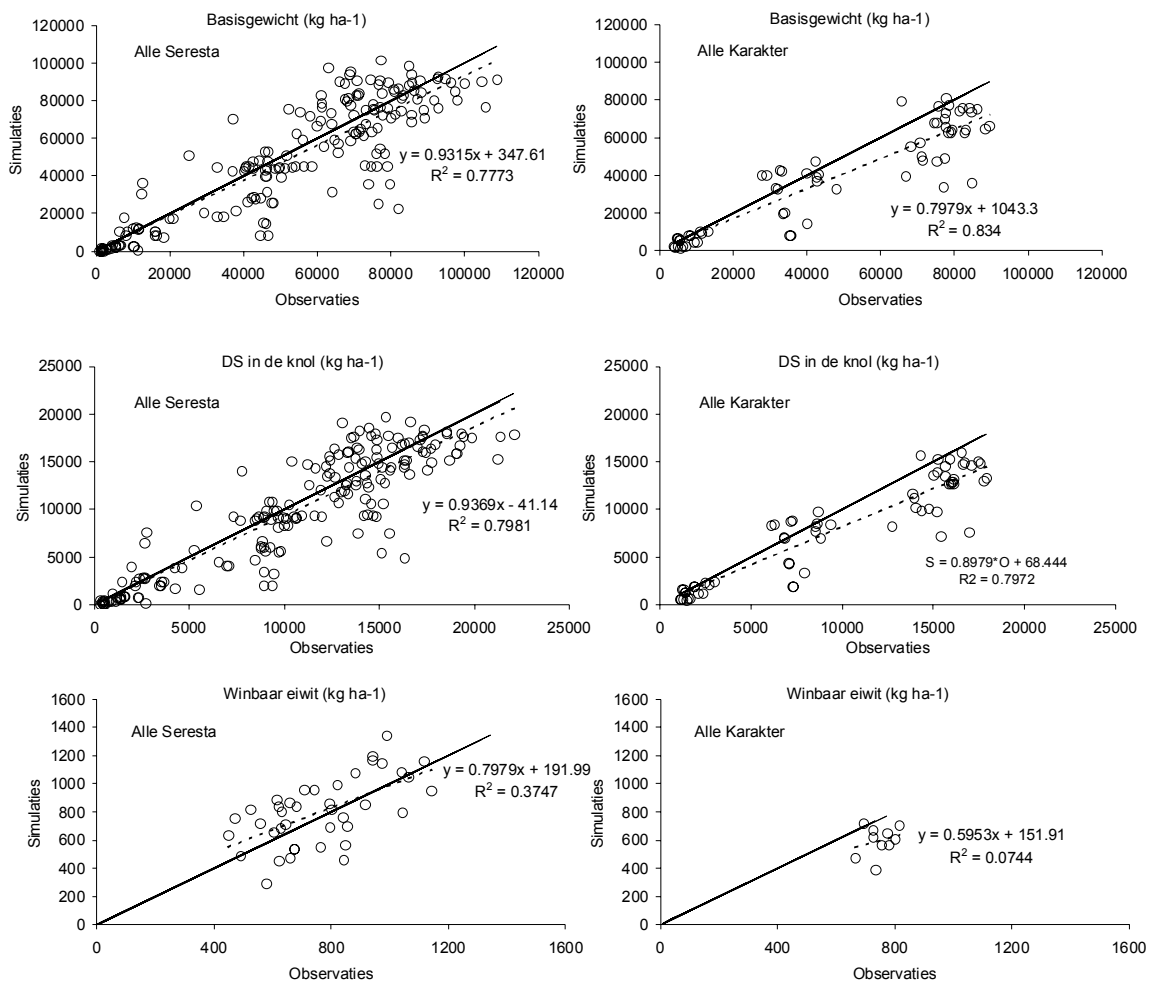 Basisgewicht (kg ha-1)
Alle Seresta
120000
100000
80000
60000
40000
20000
0
Simulaties
y = 0.9315x + 347.61
R² = 0.7773
0 20000 40000 60000 80000 100000 120000
Observaties
Basisgewicht (kg ha-1)
Alle Karakter
120000
100000
80000
60000
40000
20000
0
Simulaties
y = 0.7979x + 1043.3
R² = 0.834
0 20000 40000 60000 80000 100000 120000
Observaties
DS in de knol (kg ha-1)
Alle Seresta
25000
20000
15000
10000
5000
0
Simulaties
y = 0.9369x - 41.14
R² = 0.7981
0 5000 10000 15000 20000 25000
Observaties
DS in de knol (kg ha-1)
Alle Karakter
25000
20000
15000
10000
5000
0
Simulaties
S = 0.8979*O + 68.444
R2 = 0.7972
0 5000 10000 15000 20000 25000
Observaties
Winbaar eiwit (kg ha-1)
Alle Seresta
1600
1400
1200
1000
800
600
400
200
0
Simulaties
y = 0.7979x + 191.99
R² = 0.3747
0 400 800 1200 1600
Observaties
Winbaar eiwit (kg ha-1)
Alle Karakter
1600
1400
1200
1000
800
600
400
200
0
Simulaties
y = 0.5953x + 151.91
R² = 0.0744
0 400 800 1200 1600
Observaties